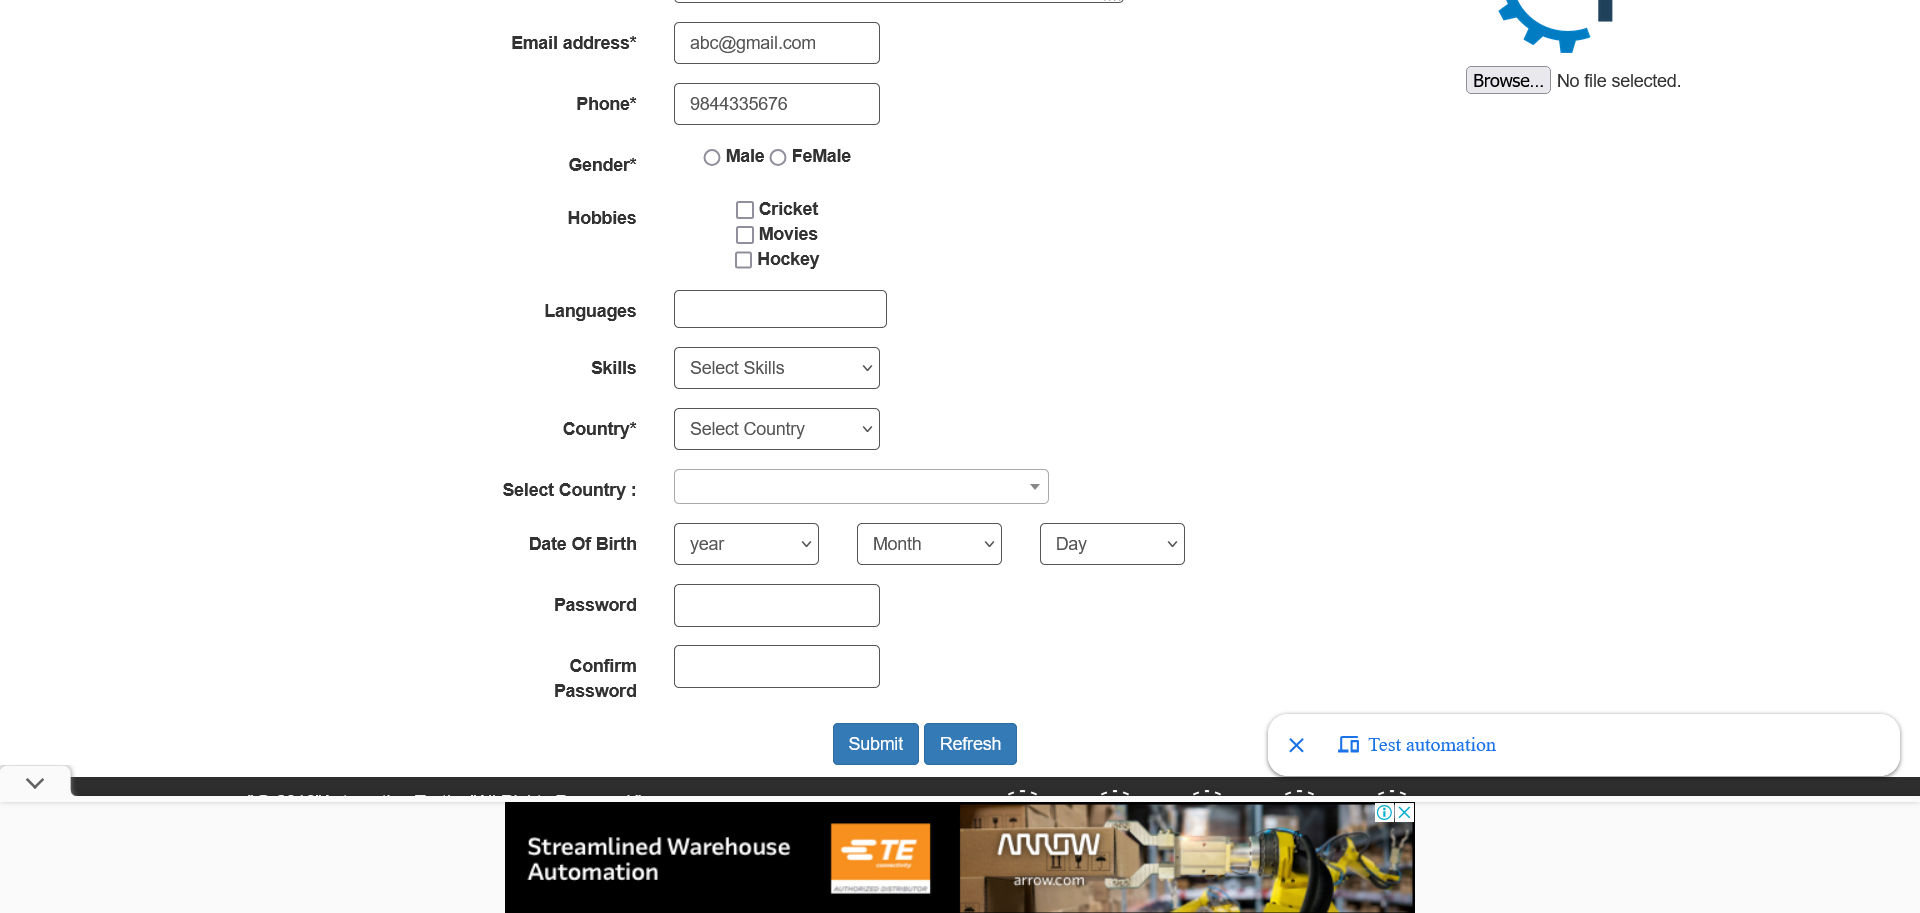 Email address*
abc@gmail.com
Browse... No file selected.
Phone*
9844335676
Gender*
Male FeMale
Hobbies
Cricket
Movies
Hockey
Languages
Skills
Select Skills
Country*
Select Country
Select Country :
Date Of Birth
year Month Day
Password
Confirm
Password
Submit Refresh
Test automation
Streamlined Warehouse
Automation
TE
connectivity
AUTHORIZED DISTRIBUTOR
ARROW
arrow.com